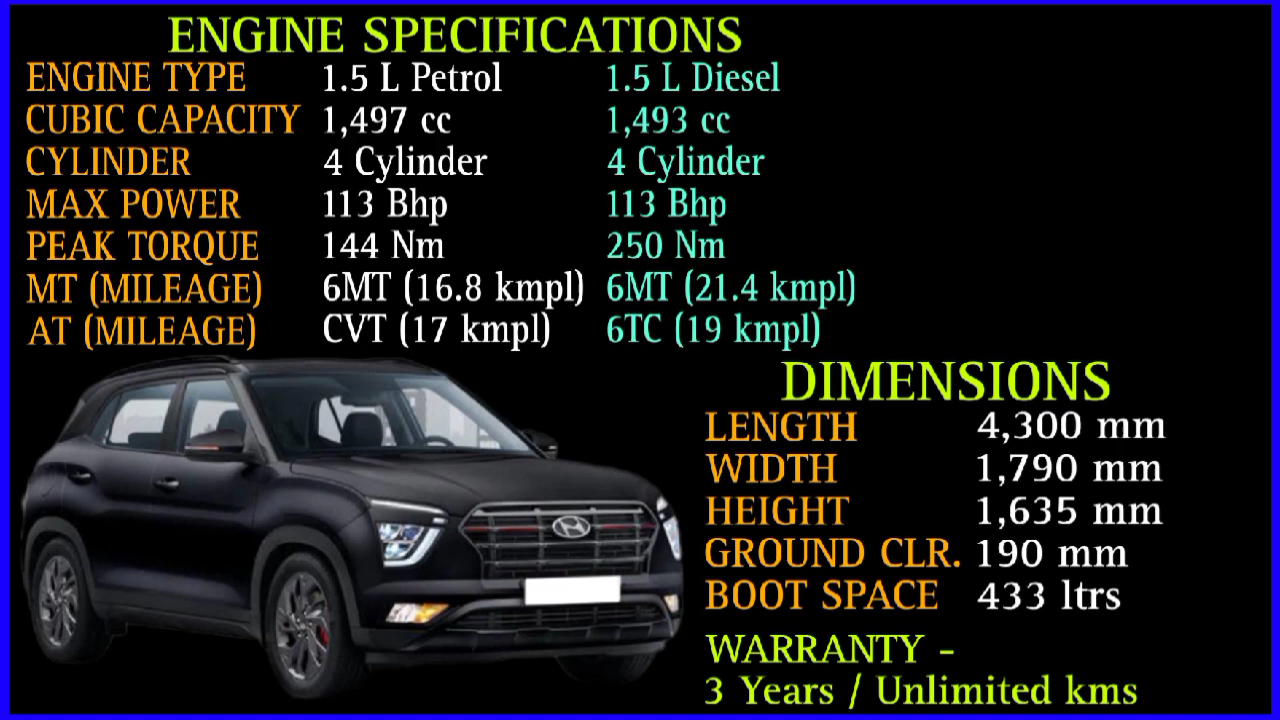 ENGINE SPECIFICATIONS
ENGINE TYPE 1.5 L Petrol 1.5 L Diesel
CUBIC CAPACITY 1,497 cc 1,493 cc
CYLINDER 4 Cylinder 4 Cylinder
MAX POWER 113 Bhp 113 Bhp
PEAK TORQUE 144 Nm 250 Nm
MT (MILEAGE) 6MT (16.8 kmpl) 6MT (21.4 kmpl)
AT (MILEAGE) CVT (17 kmpl) 6TC (19 kmpl)
DIMENSIONS
LENGTH 4,300 mm
WIDTH 1,790 mm
HEIGHT 1,635 mm
GROUND CLR. 190 mm
BOOT SPACE 433 ltrs
WARRANTY -
3 Years / Unlimited kms